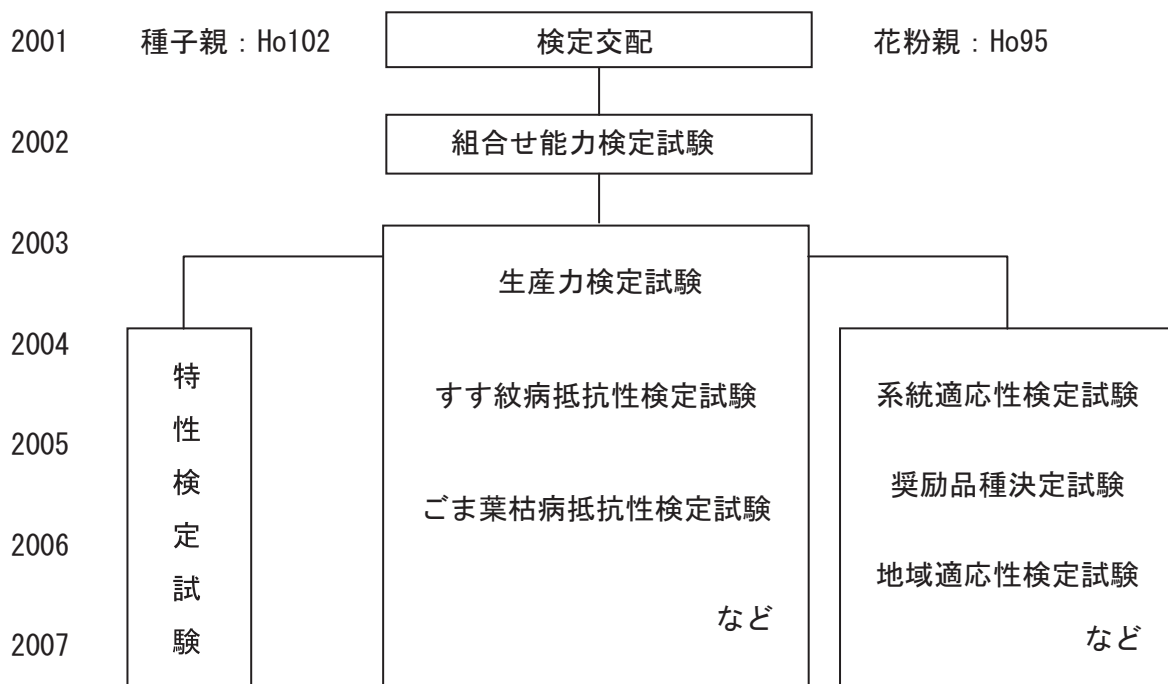 2001 種子親：Ho102 検定交配 花粉親：Ho95
2002 組合せ能力検定試験
2003
生産力検定試験
2004
特性検定試験
すす紋病抵抗性検定試験
系統適応性検定試験
2005
奨励品種決定試験
ごま葉枯病抵抗性検定試験
2006
地域適応性検定試験
など
など
2007